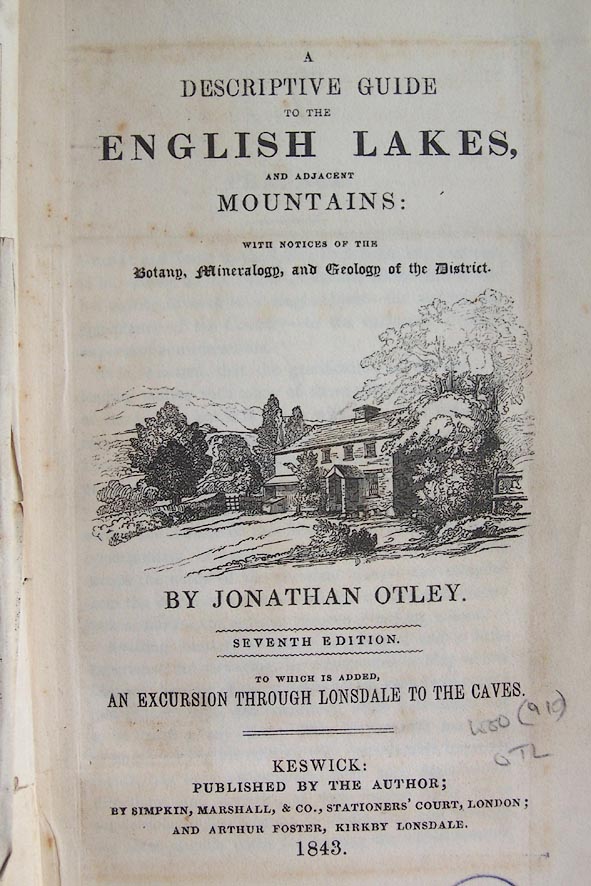 A
DESCRIPTIVE GUIDE
TO THE
ENGLISH LAKES,
AND ADJACENT
MOUNTAINS:
WITH NOTICES OF THE
Botany, Mineralogy, and Geology of the District.
BY JONATHAN OTLEY.
SEVENTH EDITION.
TO WHICH IS ADDED,
AN EXCURSION THROUGH LONSDALE TO THE CAVES.
(910)
OTL
KESWICK:
PUBLISHED BY THE AUTHOR;
BY SIMPKIN, MARSHALL, & CO., STATIONERS' COURT, LONDON;
AND ARTHUR FOSTER, KIRKBY LONSDALE.
1843.